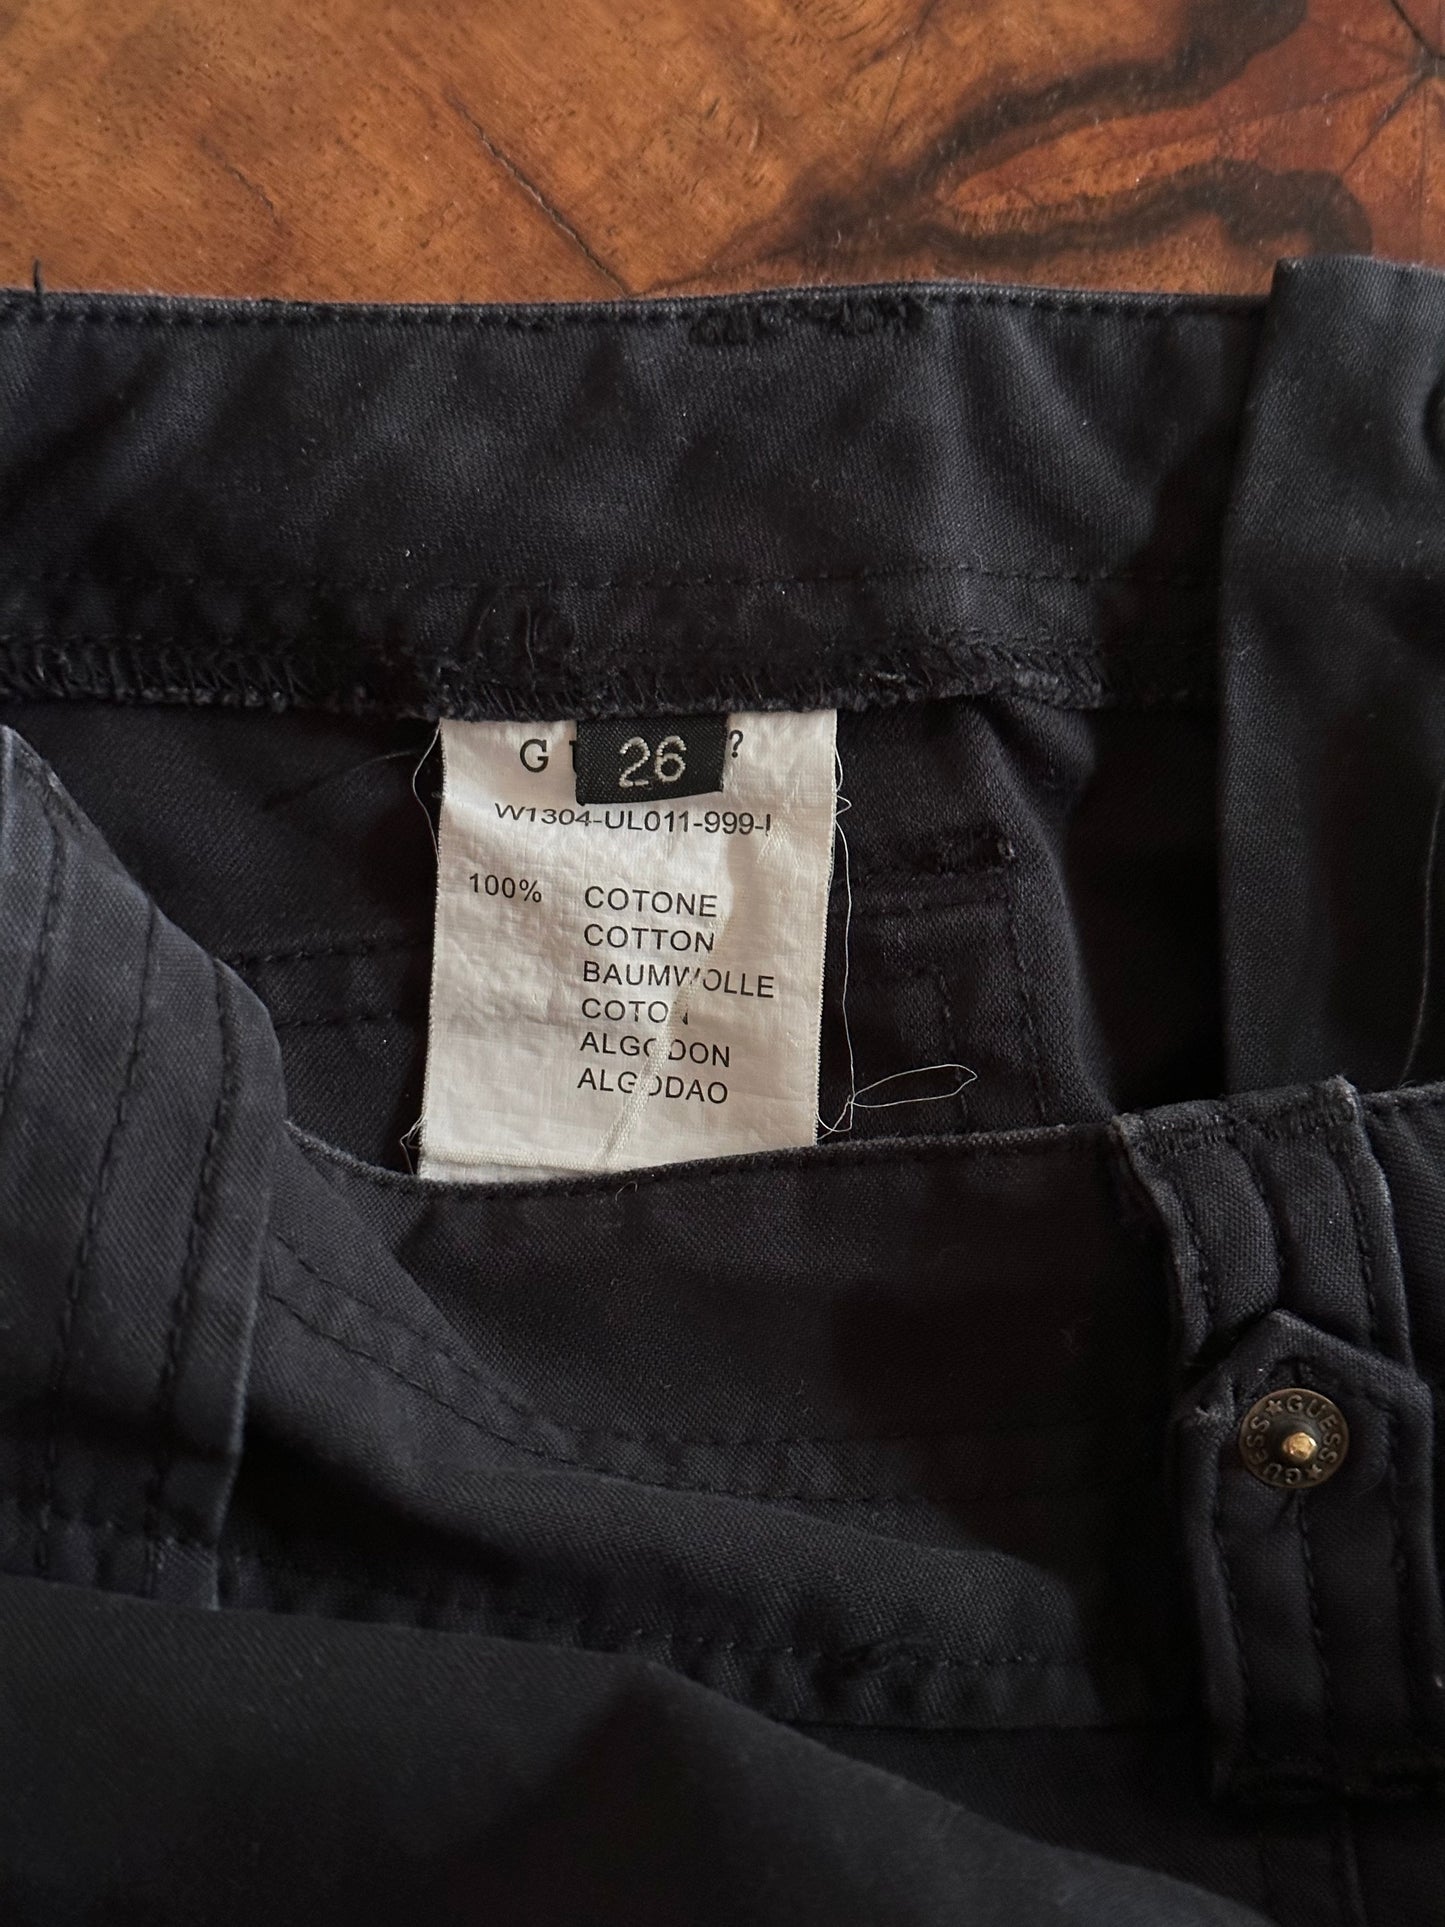 G ?
26
W1304-UL011-999-I
100% COTONE
COTTON
BAUMWOLLE
COTON
ALGODON
ALGODAO
GUESS★GUESS★